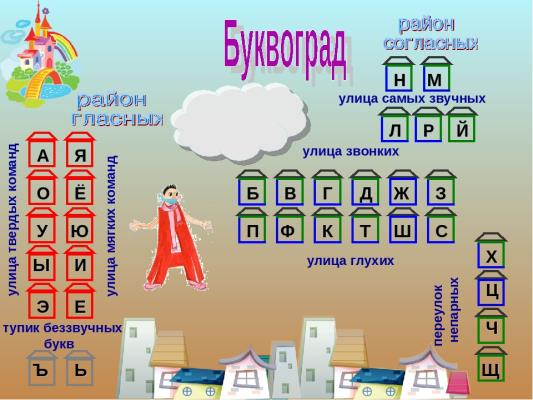 Буквоград
район
согласных
Н М
улица самых звучных
Л Р Й
район
гласных
улица звонких
улица твердых команд
А Я
О Ё
У Ю
Ы И
Э Е
улица мягких команд
Б В Г Д Ж З
П Ф К Т Ш С
улица глухих
переулок
непарных
Х
Ц
Ч
Щ
тупик беззвучных
букв
Ъ Ь